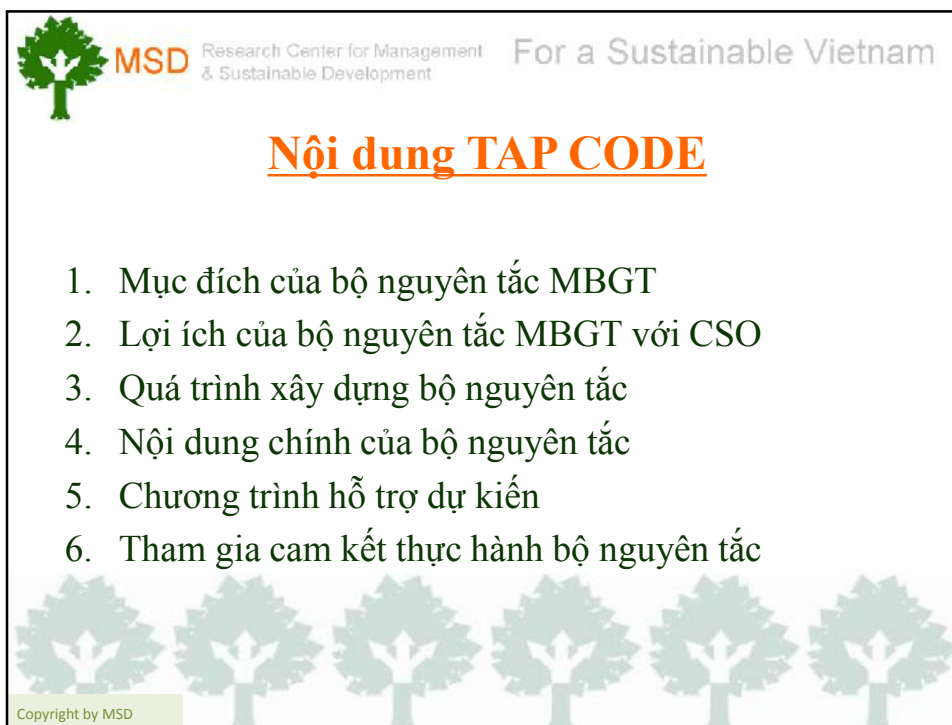 MSD
Research Center for Management
& Sustainable Development
For a Sustainable Vietnam
Nội dung TAP CODE
1. Mục đích của bộ nguyên tắc MBGT
2. Lợi ích của bộ nguyên tắc MBGT với CSO
3. Quá trình xây dựng bộ nguyên tắc
4. Nội dung chính của bộ nguyên tắc
5. Chương trình hỗ trợ dự kiến
6. Tham gia cam kết thực hành bộ nguyên tắc
Copyright by MSD